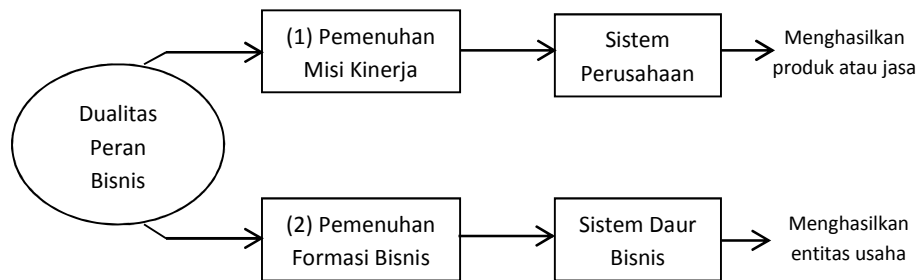 Dualitas
Peran
Bisnis
(1) Pemenuhan
Misi Kinerja
Sistem
Perusahaan
Menghasilkan
produk atau jasa
(2) Pemenuhan
Formasi Bisnis
Sistem Daur
Bisnis
Menghasilkan
entitas usaha